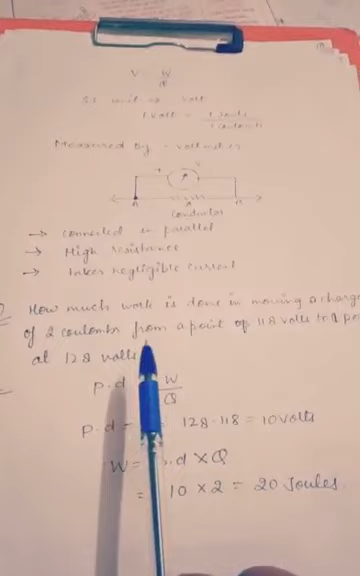 V = W
Q
SI unit is volt
1 volt = 1 Joule
1 coulomb
Measured by - voltmeter
+ V -
conductor
→ connected in parallel
→ High resistance
→ takes negligible current
How much work is done in moving a charge
of 2 coulombs from a point of 118 volts to a po
at 128 volts
p.d W
Q
p.d = 128-118 = 10 volts
W = p.d × Q
= 10 × 2 = 20 Joules.